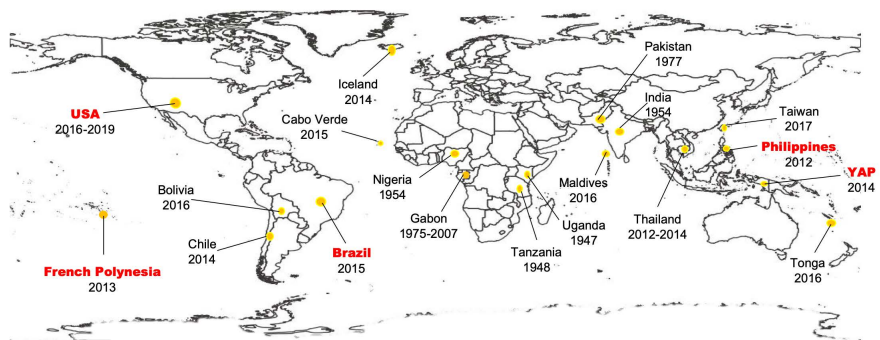 Pakistan
1977
Iceland
2014
India
1954
USA
2016-2019
Cabo Verde
2015
Taiwan
2017
Philippines
2012
YAP
2014
Nigeria
1954
Maldives
2016
Bolivia
2016
Gabon
1975-2007
Uganda
1947
Thailand
2012-2014
Chile
2014
Brazil
2015
Tanzania
1948
Tonga
2016
French Polynesia
2013